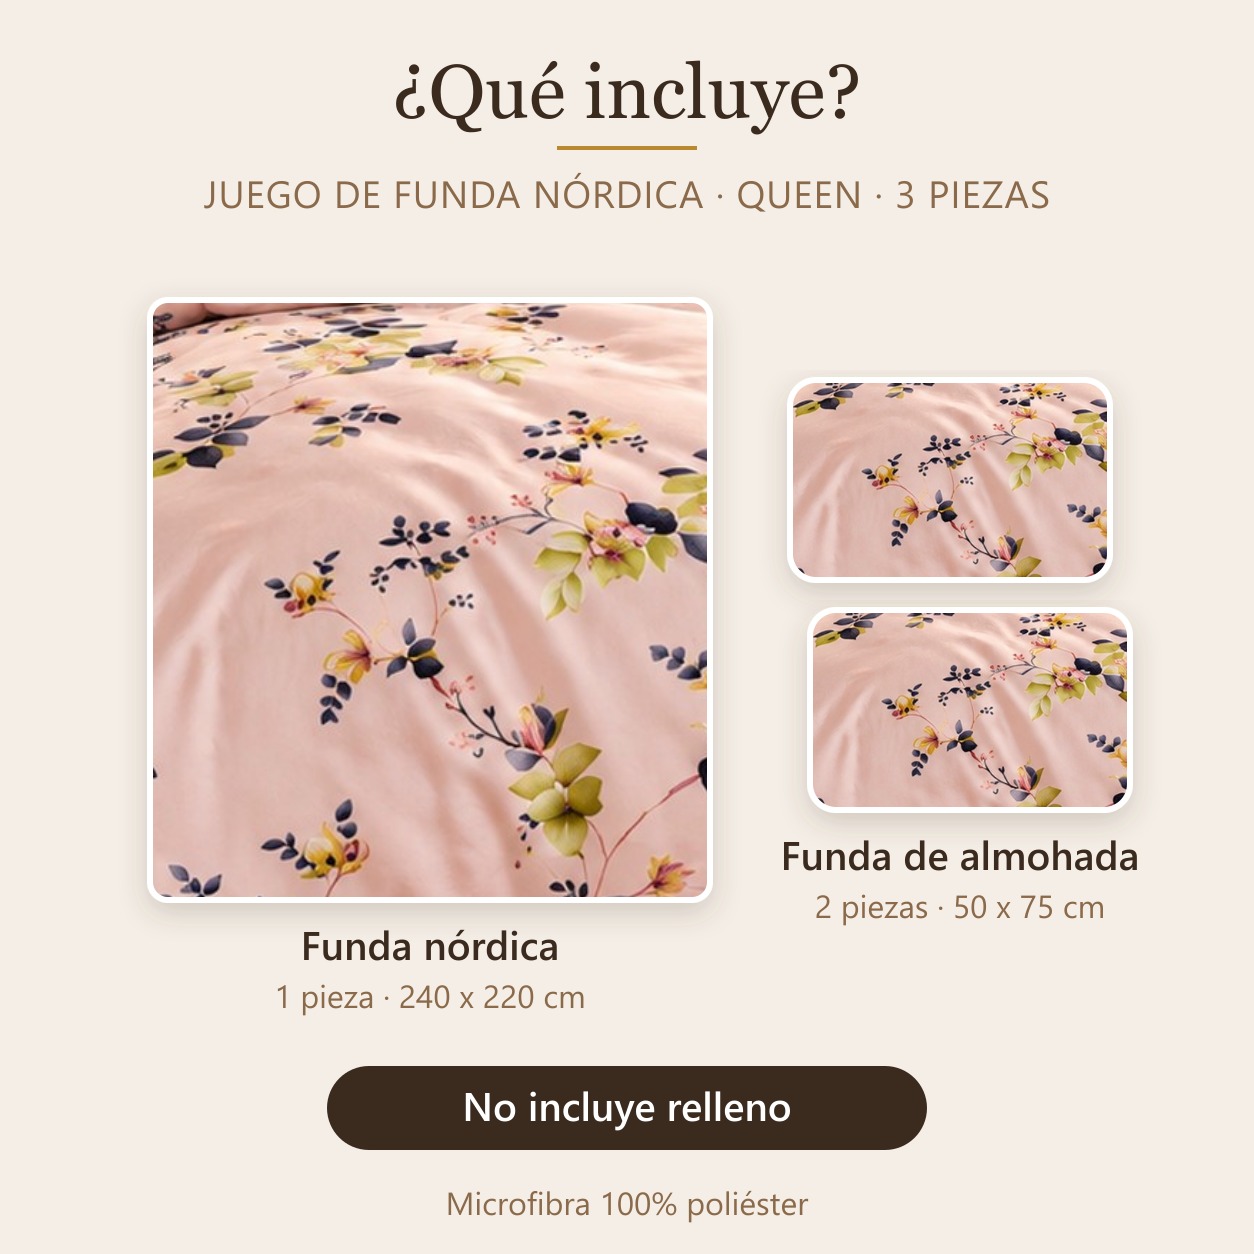 ¿Qué incluye?
JUEGO DE FUNDA NÓRDICA · QUEEN · 3 PIEZAS
Funda de almohada
2 piezas · 50 x 75 cm
Funda nórdica
1 pieza · 240 x 220 cm
No incluye relleno
Microfibra 100% poliéster